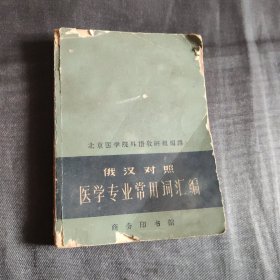 北京医学院外语教研组编译
俄汉对照
医学专业常用词汇
商务印书馆